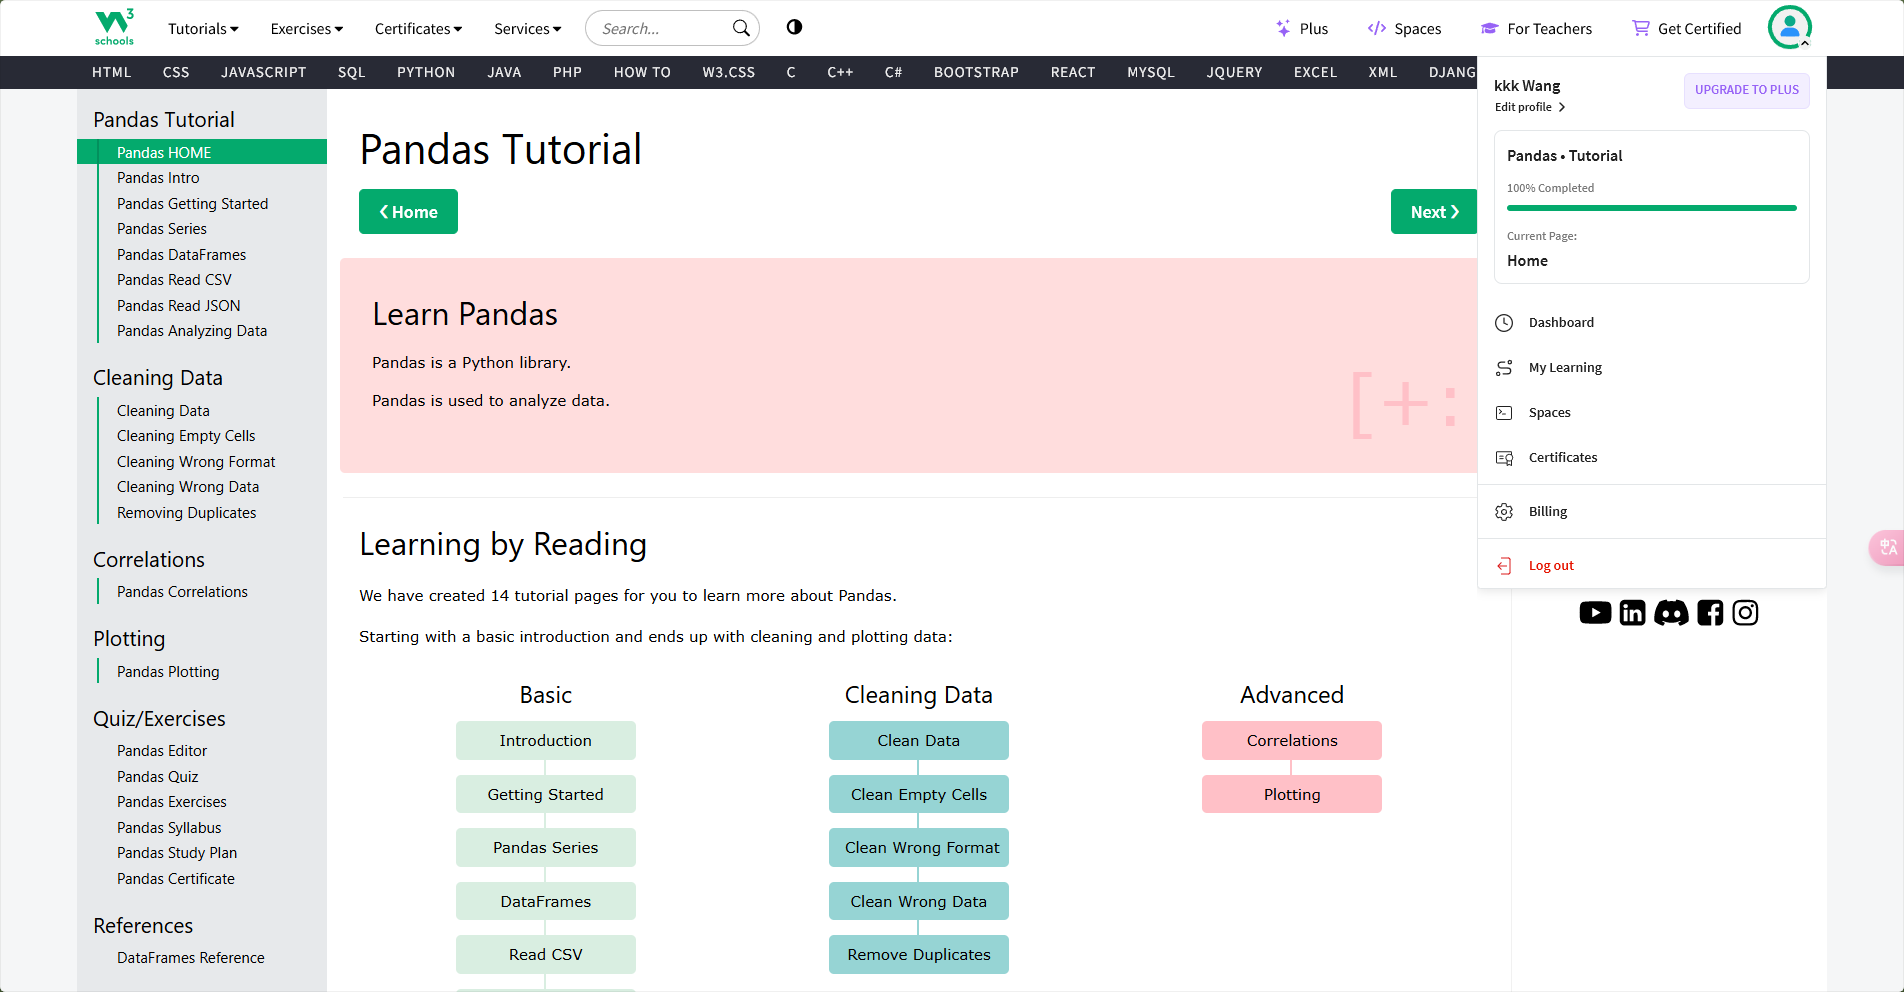 W3 schools
Tutorials Exercises Certificates Services Search... Plus Spaces For Teachers Get Certified
HTML CSS JAVASCRIPT SQL PYTHON JAVA PHP HOW TO W3.CSS C C++ C# BOOTSTRAP REACT MYSQL JQUERY EXCEL XML DJANG
Pandas Tutorial
Pandas HOME
Pandas Intro
Pandas Getting Started
Pandas Series
Pandas DataFrames
Pandas Read CSV
Pandas Read JSON
Pandas Analyzing Data
Cleaning Data
Cleaning Data
Cleaning Empty Cells
Cleaning Wrong Format
Cleaning Wrong Data
Removing Duplicates
Correlations
Pandas Correlations
Plotting
Pandas Plotting
Quiz/Exercises
Pandas Editor
Pandas Quiz
Pandas Exercises
Pandas Syllabus
Pandas Study Plan
Pandas Certificate
References
DataFrames Reference
Pandas Tutorial
❮ Home
Next ❯
Learn Pandas
Pandas is a Python library.
Pandas is used to analyze data.
[+:
Learning by Reading
We have created 14 tutorial pages for you to learn more about Pandas.
Starting with a basic introduction and ends up with cleaning and plotting data:
Basic
Introduction
Getting Started
Pandas Series
DataFrames
Read CSV
Cleaning Data
Clean Data
Clean Empty Cells
Clean Wrong Format
Clean Wrong Data
Remove Duplicates
Advanced
Correlations
Plotting
kkk Wang
Edit profile
UPGRADE TO PLUS
Pandas • Tutorial
100% Completed
Current Page:
Home
Dashboard
My Learning
Spaces
Certificates
Billing
Log out
中A